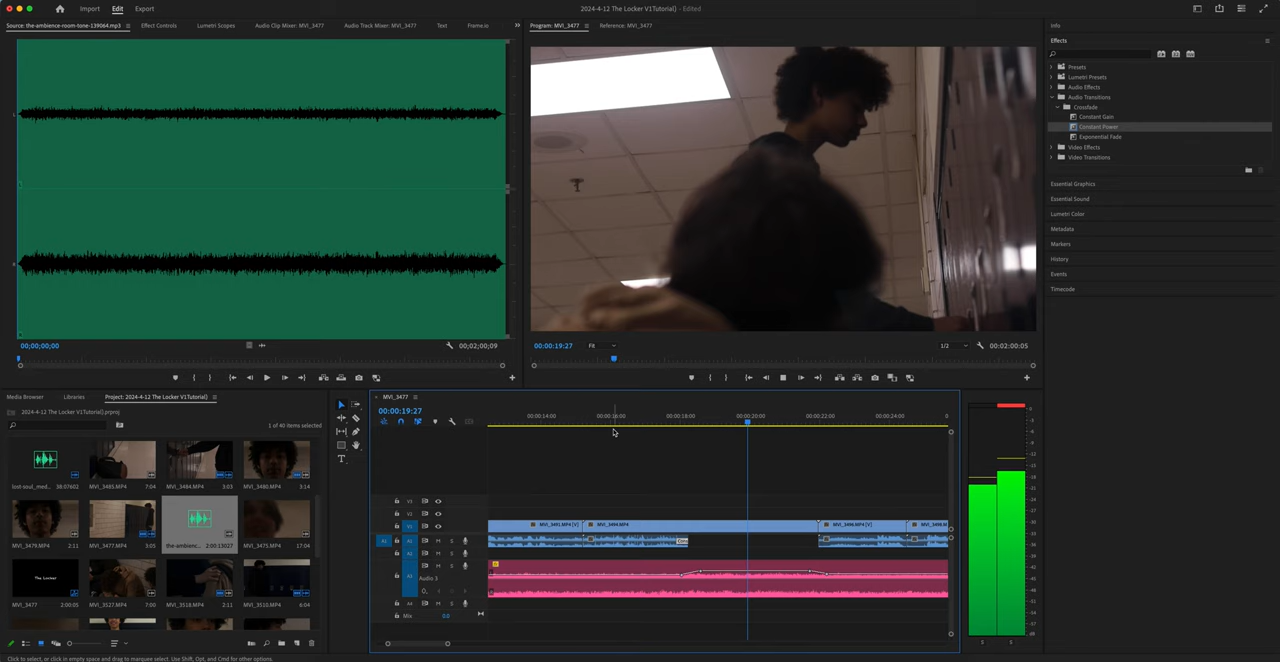 Import Edit Export
2024-4-12 The Locker V1Tutorial) - Edited
Source: the-ambience-room-tone-139064.mp3 Effect Controls Lumetri Scopes Audio Clip Mixer: MVI_3477 Audio Track Mixer: MVI_3477 Text Frame.io
Program: MVI_3477 Reference: MVI_3477
Info
Effects
Presets
Lumetri Presets
Audio Effects
Audio Transitions
Crossfade
Constant Gain
Constant Power
Exponential Fade
Video Effects
Video Transitions
Essential Graphics
Essential Sound
Lumetri Color
Metadata
Markers
History
Events
Timecode
00;00;00;00
00;02;00;09
00:00:19:27 Fit 1/2 00:02:00:05
Media Browser Libraries Project: 2024-4-12 The Locker V1Tutorial)
2024-4-12 The Locker V1Tutorial).prproj
1 of 40 items selected
lost-soul_med... 38:07602
MVI_3485.MP4 7:04
MVI_3484.MP4 3:03
MVI_3480.MP4 3:14
MVI_3479.MP4 2:11
MVI_3477.MP4 3:05
the-ambienc... 2:00:13027
MVI_3475.MP4 17:04
The Locker
MVI_3477 2:00:05
MVI_3527.MP4 7:00
MVI_3518.MP4 2:11
MVI_3510.MP4 6:04
MVI_3477
00:00:19:27
00:00:14:00 00:00:16:00 00:00:18:00 00:00:20:00 00:00:22:00 00:00:24:00
V3
V2
V1
A1 A1 M S
A2 M S
M S
A3 Audio 3
A4 M S
Mix 0.0
Click to select, or click in empty space and drag to marquee select. Use Shift, Opt, and Cmd for other options.